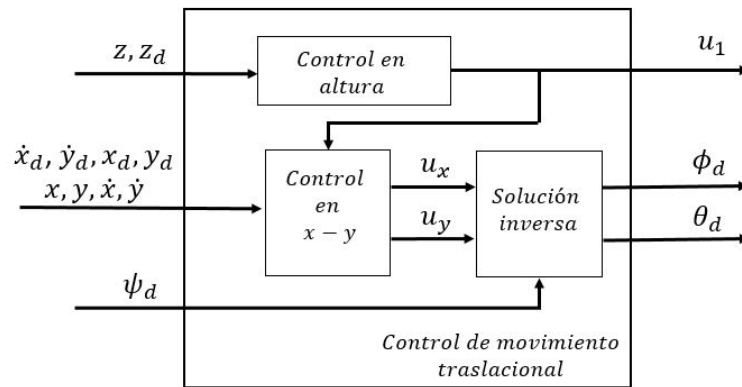 z, z_d
Control en
altura
u_1
ẋ_d, ẏ_d, x_d, y_d
x, y, ẋ, ẏ
Control
en
x − y
u_x
u_y
Solución
inversa
ϕ_d
θ_d
ψ_d
Control de movimiento
traslacional